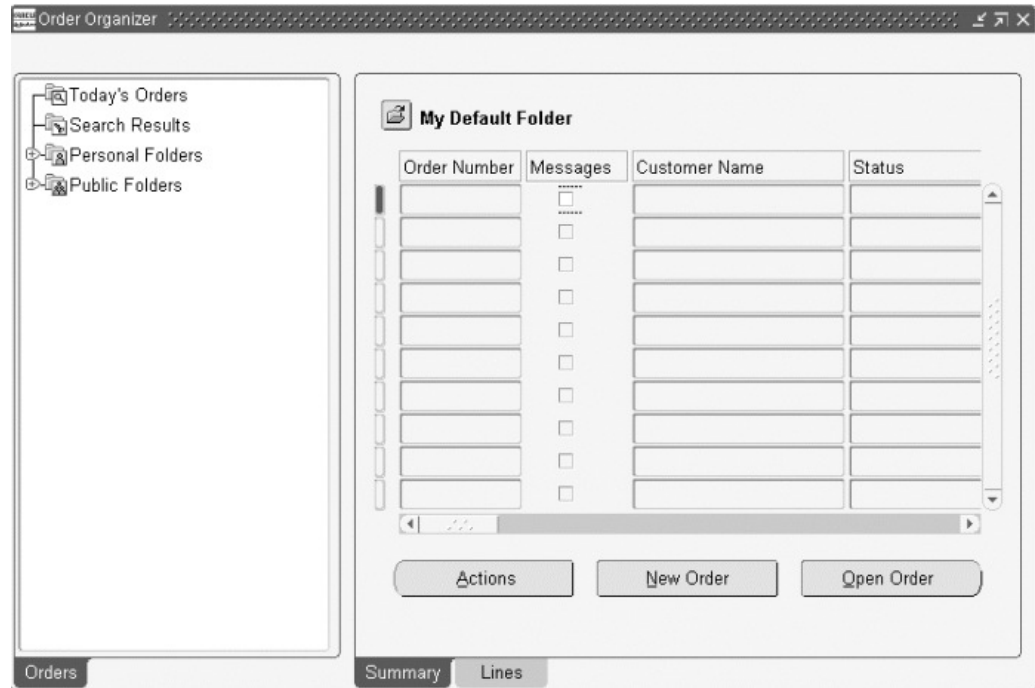 Order Organizer
Today's Orders
Search Results
Personal Folders
Public Folders
Orders
My Default Folder
Order Number Messages Customer Name Status
Actions New Order Open Order
Summary Lines